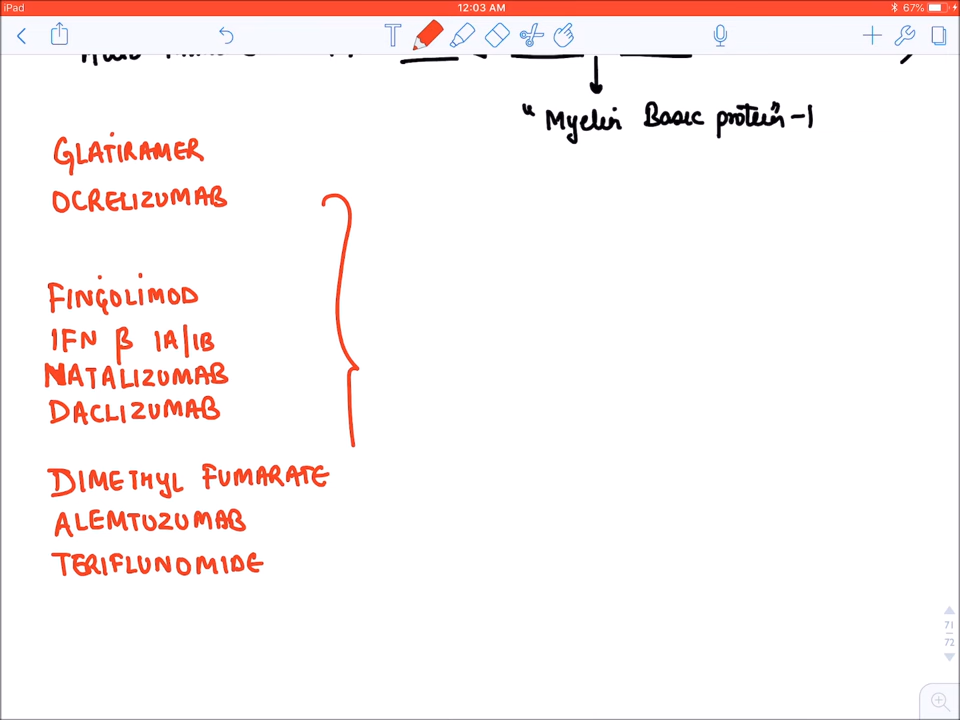 iPad
12:03 AM
67%
T
"Myelin Basic protein"-1
GLATIRAMER
OCRELIZUMAB
FINGOLIMOD
IFN β 1A/1B
NATALIZUMAB
DACLIZUMAB
DIMETHYL FUMARATE
ALEMTUZUMAB
TERIFLUNOMIDE
71
72